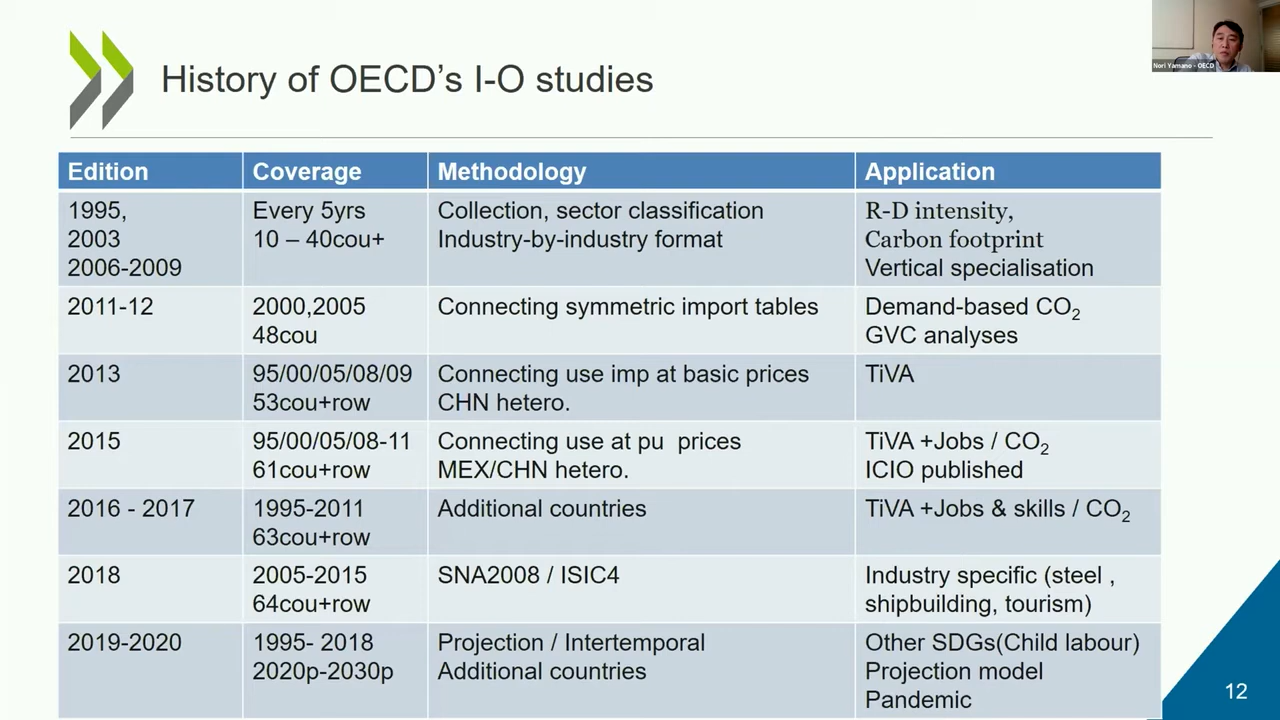 Nori Yamano - OECD
History of OECD's I-O studies
Edition Coverage Methodology Application
1995,
2003
2006-2009
Every 5yrs
10 – 40cou+
Collection, sector classification
Industry-by-industry format
R-D intensity,
Carbon footprint
Vertical specialisation
2011-12
2000,2005
48cou
Connecting symmetric import tables
Demand-based CO2
GVC analyses
2013
95/00/05/08/09
53cou+row
Connecting use imp at basic prices
CHN hetero.
TiVA
2015
95/00/05/08-11
61cou+row
Connecting use at pu prices
MEX/CHN hetero.
TiVA +Jobs / CO2
ICIO published
2016 - 2017
1995-2011
63cou+row
Additional countries
TiVA +Jobs & skills / CO2
2018
2005-2015
64cou+row
SNA2008 / ISIC4
Industry specific (steel ,
shipbuilding, tourism)
2019-2020
1995- 2018
2020p-2030p
Projection / Intertemporal
Additional countries
Other SDGs(Child labour)
Projection model
Pandemic
12